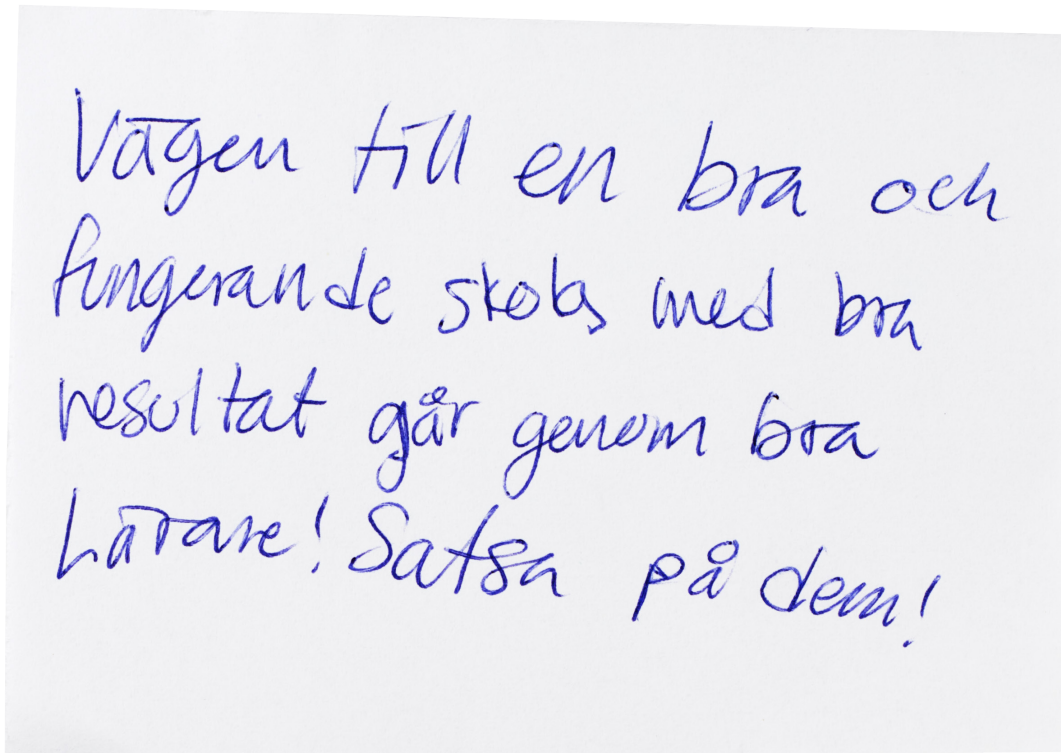 Vägen till en bra och
fungerande skola med bra
resultat går genom bra
Lärare! Satsa på dem!